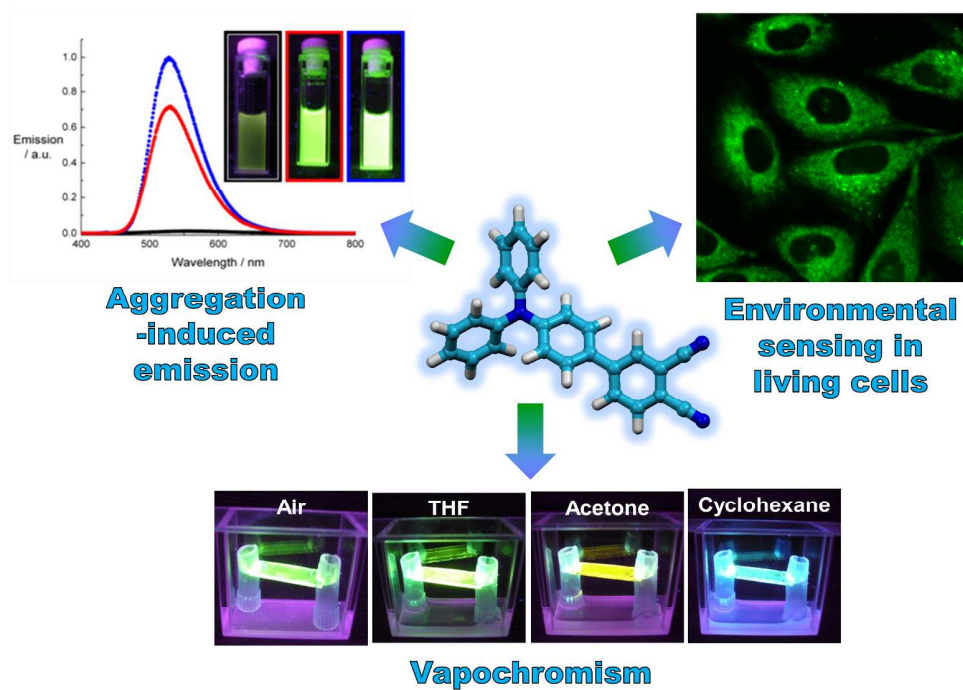 1.0
0.8
0.6
0.4
0.2
0.0
Emission
/ a.u.
400 500 600 700 800
Wavelength / nm
Aggregation
-induced
emission
Environmental
sensing in
living cells
Air
THF
Acetone
Cyclohexane
Vapochromism